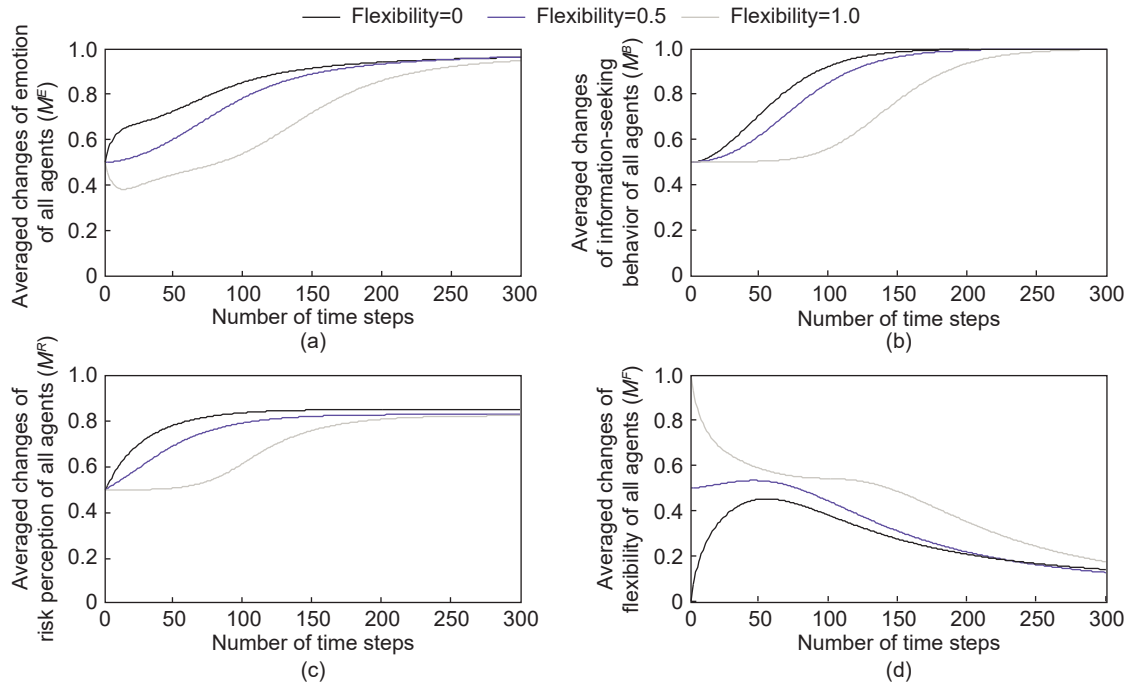 Flexibility=0 Flexibility=0.5 Flexibility=1.0
Averaged changes of emotion
of all agents (M^E)
1.0
0.8
0.6
0.4
0.2
0
0 50 100 150 200 250 300
Number of time steps
(a)
Averaged changes
of information-seeking
behavior of all agents (M^B)
1.0
0.8
0.6
0.4
0.2
0
0 50 100 150 200 250 300
Number of time steps
(b)
Averaged changes of
risk perception of all agents (M^R)
1.0
0.8
0.6
0.4
0.2
0
0 50 100 150 200 250 300
Number of time steps
(c)
Averaged changes of
flexibility of all agents (M^F)
1.0
0.8
0.6
0.4
0.2
0
0 50 100 150 200 250 300
Number of time steps
(d)